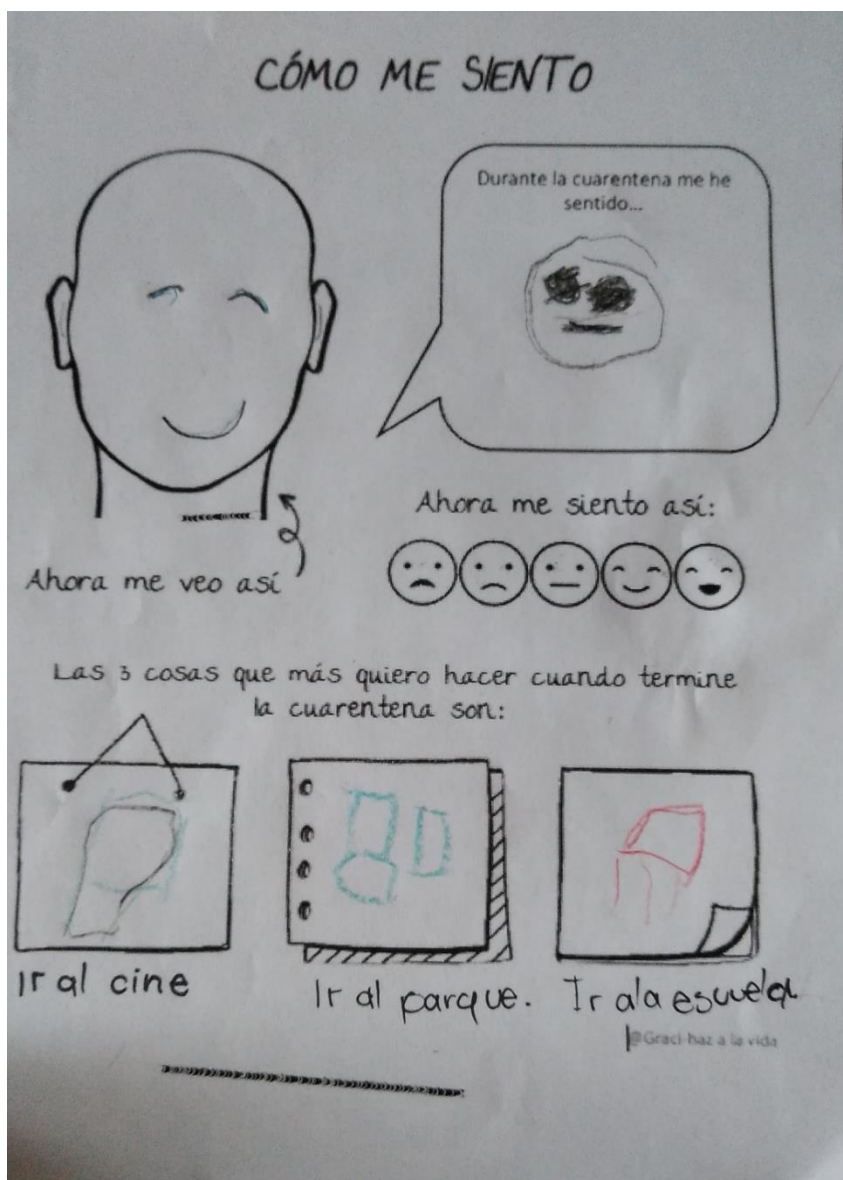 CÓMO ME SIENTO
Durante la cuarentena me he
sentido...
Ahora me siento así:
Ahora me veo así
Las 3 cosas que más quiero hacer cuando termine
la cuarentena son:
Ir al cine
Ir al parque.
Ir ala escuela
@Graci-haz a la vida